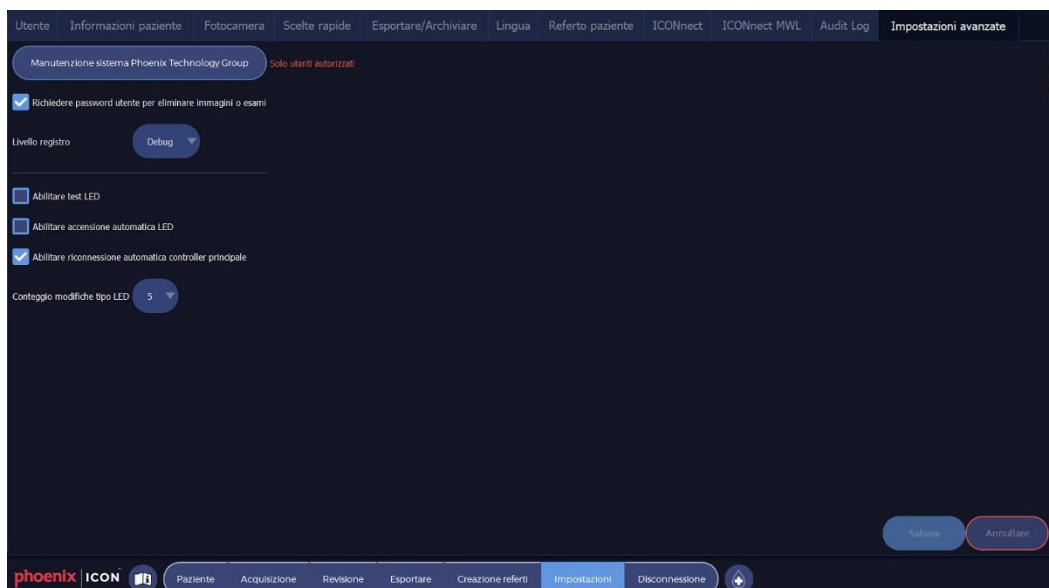 Utente Informazioni paziente Fotocamera Scelte rapide Esportare/Archiviare Lingua Referto paziente ICONnect ICONnect MWL Audit Log Impostazioni avanzate
Manutenzione sistema Phoenix Technology Group Solo utenti autorizzati
Richiedere password utente per eliminare immagini o esami
Livello registro Debug
Abilitare test LED
Abilitare accensione automatica LED
Abilitare riconnessione automatica controller principale
Conteggio modifiche tipo LED 5
Salvare Annullare
phoenix ICON Paziente Acquisizione Revisione Esportare Creazione referti Impostazioni Disconnessione